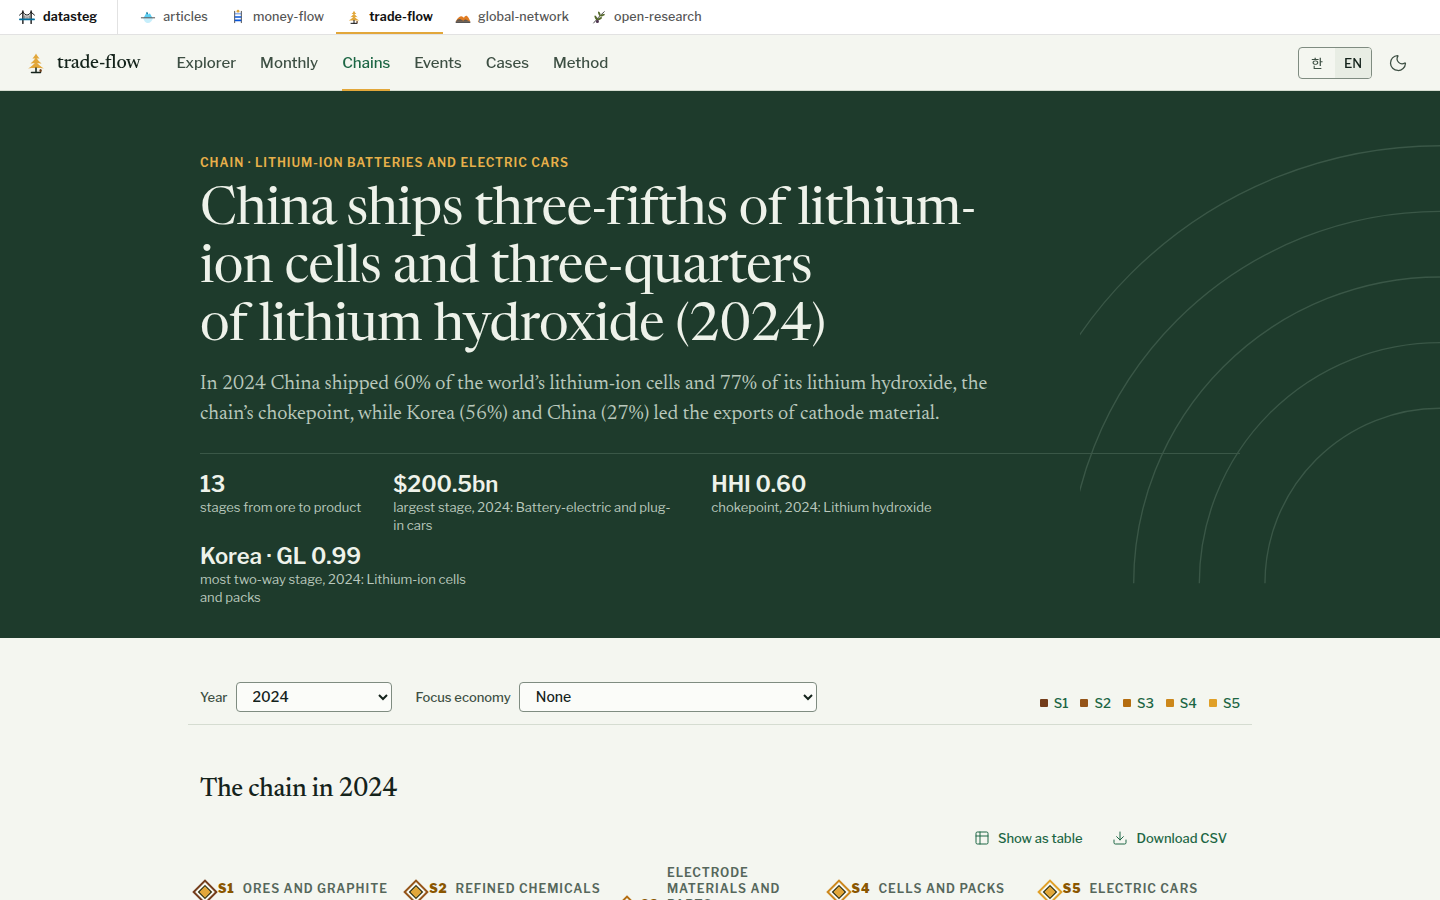 datasteg articles money-flow trade-flow global-network open-research
trade-flow Explorer Monthly Chains Events Cases Method 한 EN
CHAIN · LITHIUM-ION BATTERIES AND ELECTRIC CARS
China ships three-fifths of lithium-
ion cells and three-quarters
of lithium hydroxide (2024)
In 2024 China shipped 60% of the world’s lithium-ion cells and 77% of its lithium hydroxide, the
chain’s chokepoint, while Korea (56%) and China (27%) led the exports of cathode material.
13
stages from ore to product
$200.5bn
largest stage, 2024: Battery-electric and plug-
in cars
HHI 0.60
chokepoint, 2024: Lithium hydroxide
Korea · GL 0.99
most two-way stage, 2024: Lithium-ion cells
and packs
Year 2024 Focus economy None S1 S2 S3 S4 S5
The chain in 2024
Show as table Download CSV
S1 ORES AND GRAPHITE
S2 REFINED CHEMICALS
ELECTRODE
MATERIALS AND
S4 CELLS AND PACKS
S5 ELECTRIC CARS